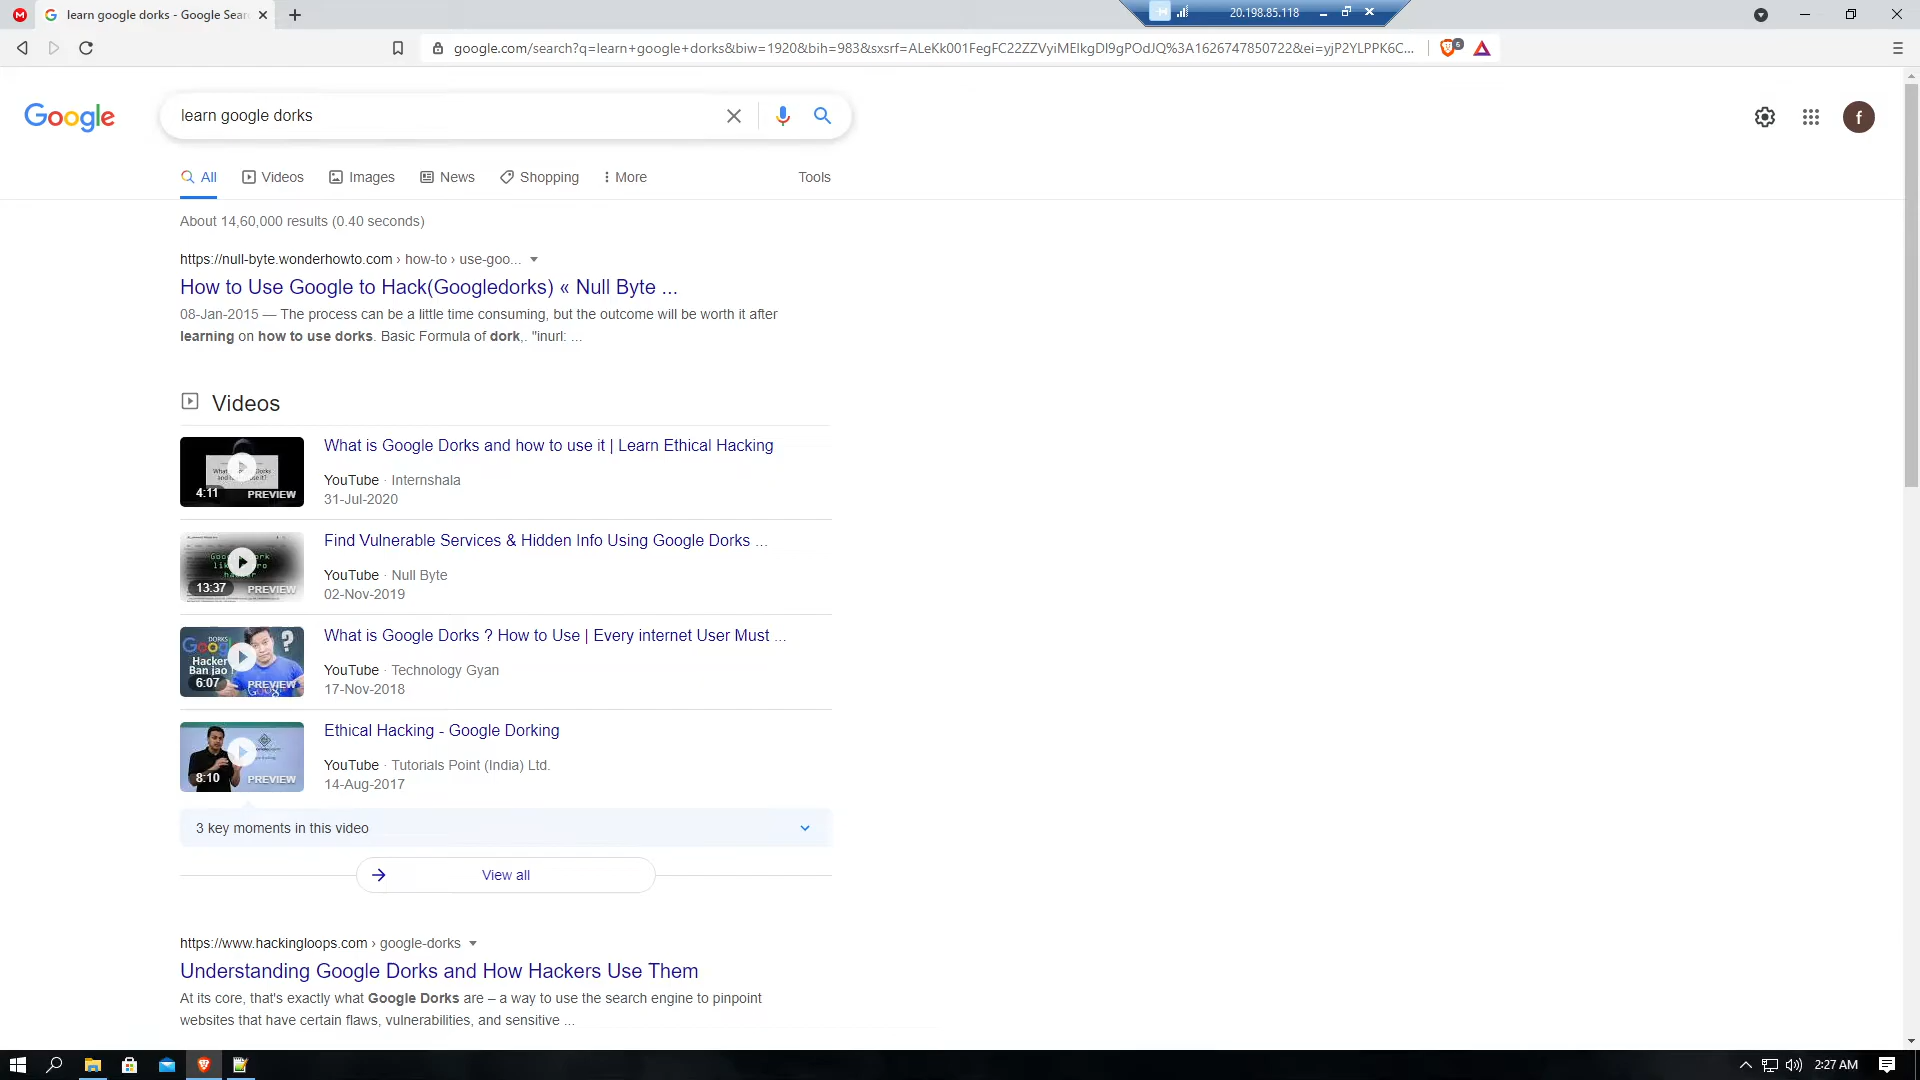 learn google dorks - Google Sear
20.198.85.118
google.com/search?q=learn+google+dorks&biw=1920&bih=983&sxsrf=ALeKk001FegFC22ZZVyiMEIkgDI9gPOdJQ%3A1626747850722&ei=yjP2YLPPK6C...
6
Google
learn google dorks
f
All
Videos
Images
News
Shopping
More
Tools
About 14,60,000 results (0.40 seconds)
https://null-byte.wonderhowto.com › how-to › use-goo...
How to Use Google to Hack(Googledorks) « Null Byte ...
08-Jan-2015 — The process can be a little time consuming, but the outcome will be worth it after
learning on how to use dorks. Basic Formula of dork,. "inurl: ...
Videos
What is Google Dorks and how to use it | Learn Ethical Hacking
4:11
PREVIEW
YouTube · Internshala
31-Jul-2020
Find Vulnerable Services & Hidden Info Using Google Dorks ...
13:37
PREVIEW
YouTube · Null Byte
02-Nov-2019
What is Google Dorks ? How to Use | Every internet User Must ...
DORKS
Hacker
Ban jao
6:07
PREVIEW
YouTube · Technology Gyan
17-Nov-2018
Ethical Hacking - Google Dorking
8:10
PREVIEW
YouTube · Tutorials Point (India) Ltd.
14-Aug-2017
3 key moments in this video
View all
https://www.hackingloops.com › google-dorks
Understanding Google Dorks and How Hackers Use Them
At its core, that's exactly what Google Dorks are – a way to use the search engine to pinpoint
websites that have certain flaws, vulnerabilities, and sensitive ...
2:27 AM